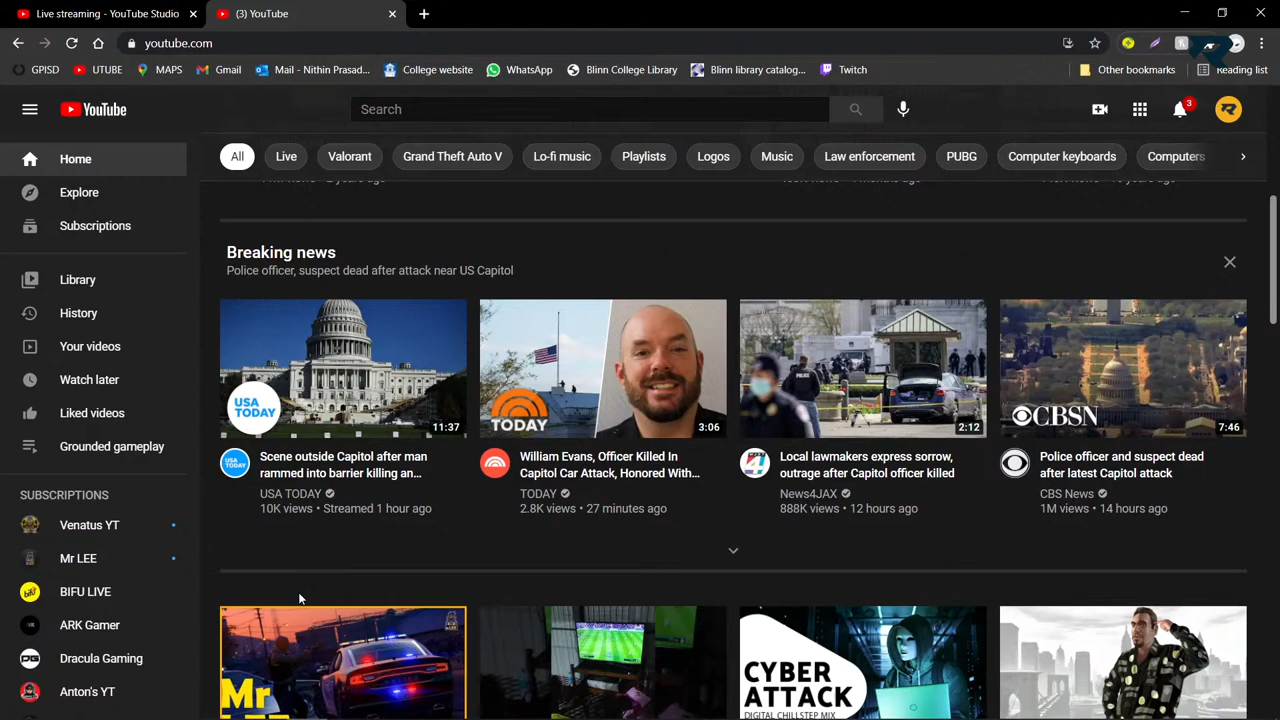 Live streaming - YouTube Studio
(3) YouTube
youtube.com
GPISD
UTUBE
MAPS
Gmail
Mail - Nithin Prasad...
College website
WhatsApp
Blinn College Library
Blinn library catalog...
Twitch
Other bookmarks
Reading list
YouTube
Search
3
All
Live
Valorant
Grand Theft Auto V
Lo-fi music
Playlists
Logos
Music
Law enforcement
PUBG
Computer keyboards
Computers
Home
Explore
Subscriptions
Library
History
Your videos
Watch later
Liked videos
Grounded gameplay
SUBSCRIPTIONS
Venatus YT
Mr LEE
BIFU LIVE
ARK Gamer
Dracula Gaming
Anton's YT
Breaking news
Police officer, suspect dead after attack near US Capitol
USA
TODAY
11:37
TODAY
3:06
POLICE
2:12
CBSN
7:46
Scene outside Capitol after man
rammed into barrier killing an...
USA TODAY
10K views • Streamed 1 hour ago
William Evans, Officer Killed In
Capitol Car Attack, Honored With...
TODAY
2.8K views • 27 minutes ago
Local lawmakers express sorrow,
outrage after Capitol officer killed
News4JAX
888K views • 12 hours ago
Police officer and suspect dead
after latest Capitol attack
CBS News
1M views • 14 hours ago
Mr
LEE
CYBER
ATTACK
DIGITAL CHILLSTEP MIX